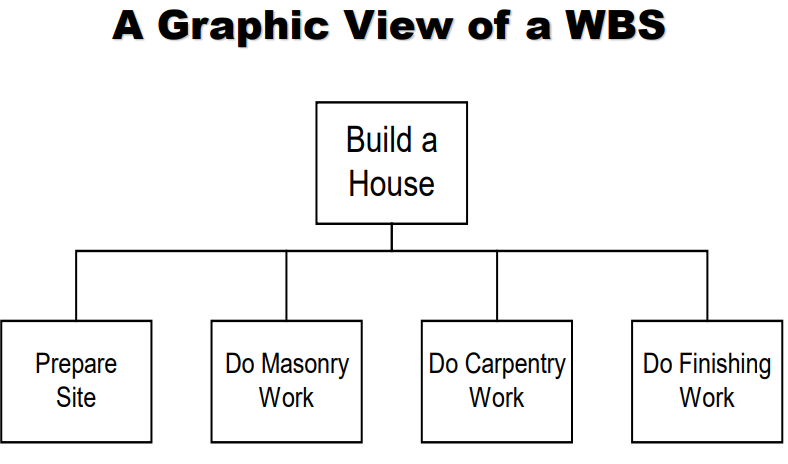 A Graphic View of a WBS
Build a
House
Prepare
Site
Do Masonry
Work
Do Carpentry
Work
Do Finishing
Work